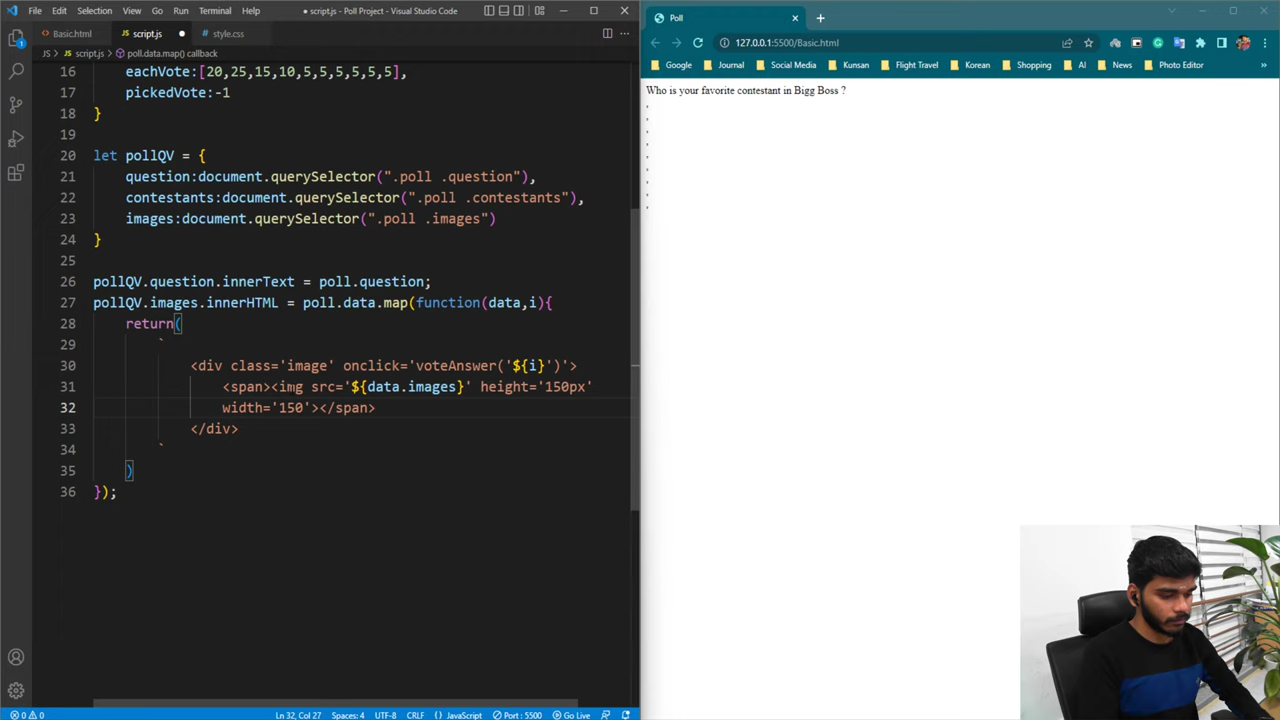 File Edit Selection View Go Run Terminal Help
● script.js - Poll Project - Visual Studio Code
Poll
Basic.html
script.js
style.css
127.0.0.1:5500/Basic.html
JS > script.js > poll.data.map() callback
Google Journal Social Media Kunsan Flight Travel Korean Shopping AI News Photo Editor »
16 eachVote:[20,25,15,10,5,5,5,5,5,5],
17 pickedVote:-1
18 }
19
20 let pollQV = {
21 question:document.querySelector(".poll .question"),
22 contestants:document.querySelector(".poll .contestants"),
23 images:document.querySelector(".poll .images")
24 }
25
26 pollQV.question.innerText = poll.question;
27 pollQV.images.innerHTML = poll.data.map(function(data,i){
28 return(
29 `
30 <div class='image' onclick='voteAnswer('${i}')'>
31 <span><img src='${data.images}' height='150px'
32 width='150'></span>
33 </div>
34 `
35 )
36 });
Who is your favorite contestant in Bigg Boss ?
,
,
,
,
,
,
,
,
,
0 0 Ln 32, Col 27 Spaces: 4 UTF-8 CRLF {} JavaScript Port : 5500 Go Live